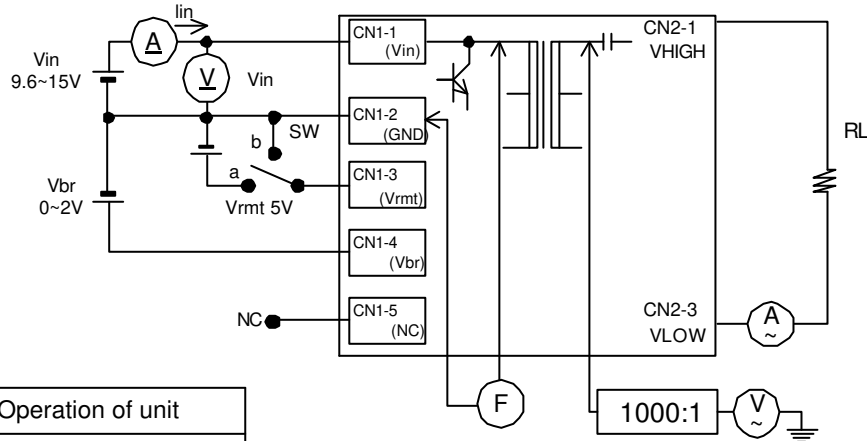 Iin
A
Vin
9.6~15V
V
Vin
CN1-1
(Vin)
CN1-2
(GND)
SW
b
a
Vrmt 5V
CN1-3
(Vrmt)
Vbr
0~2V
CN1-4
(Vbr)
NC
CN1-5
(NC)
CN2-1
VHIGH
RL
CN2-3
VLOW
A
~
F
1000:1
V
~
Operation of unit